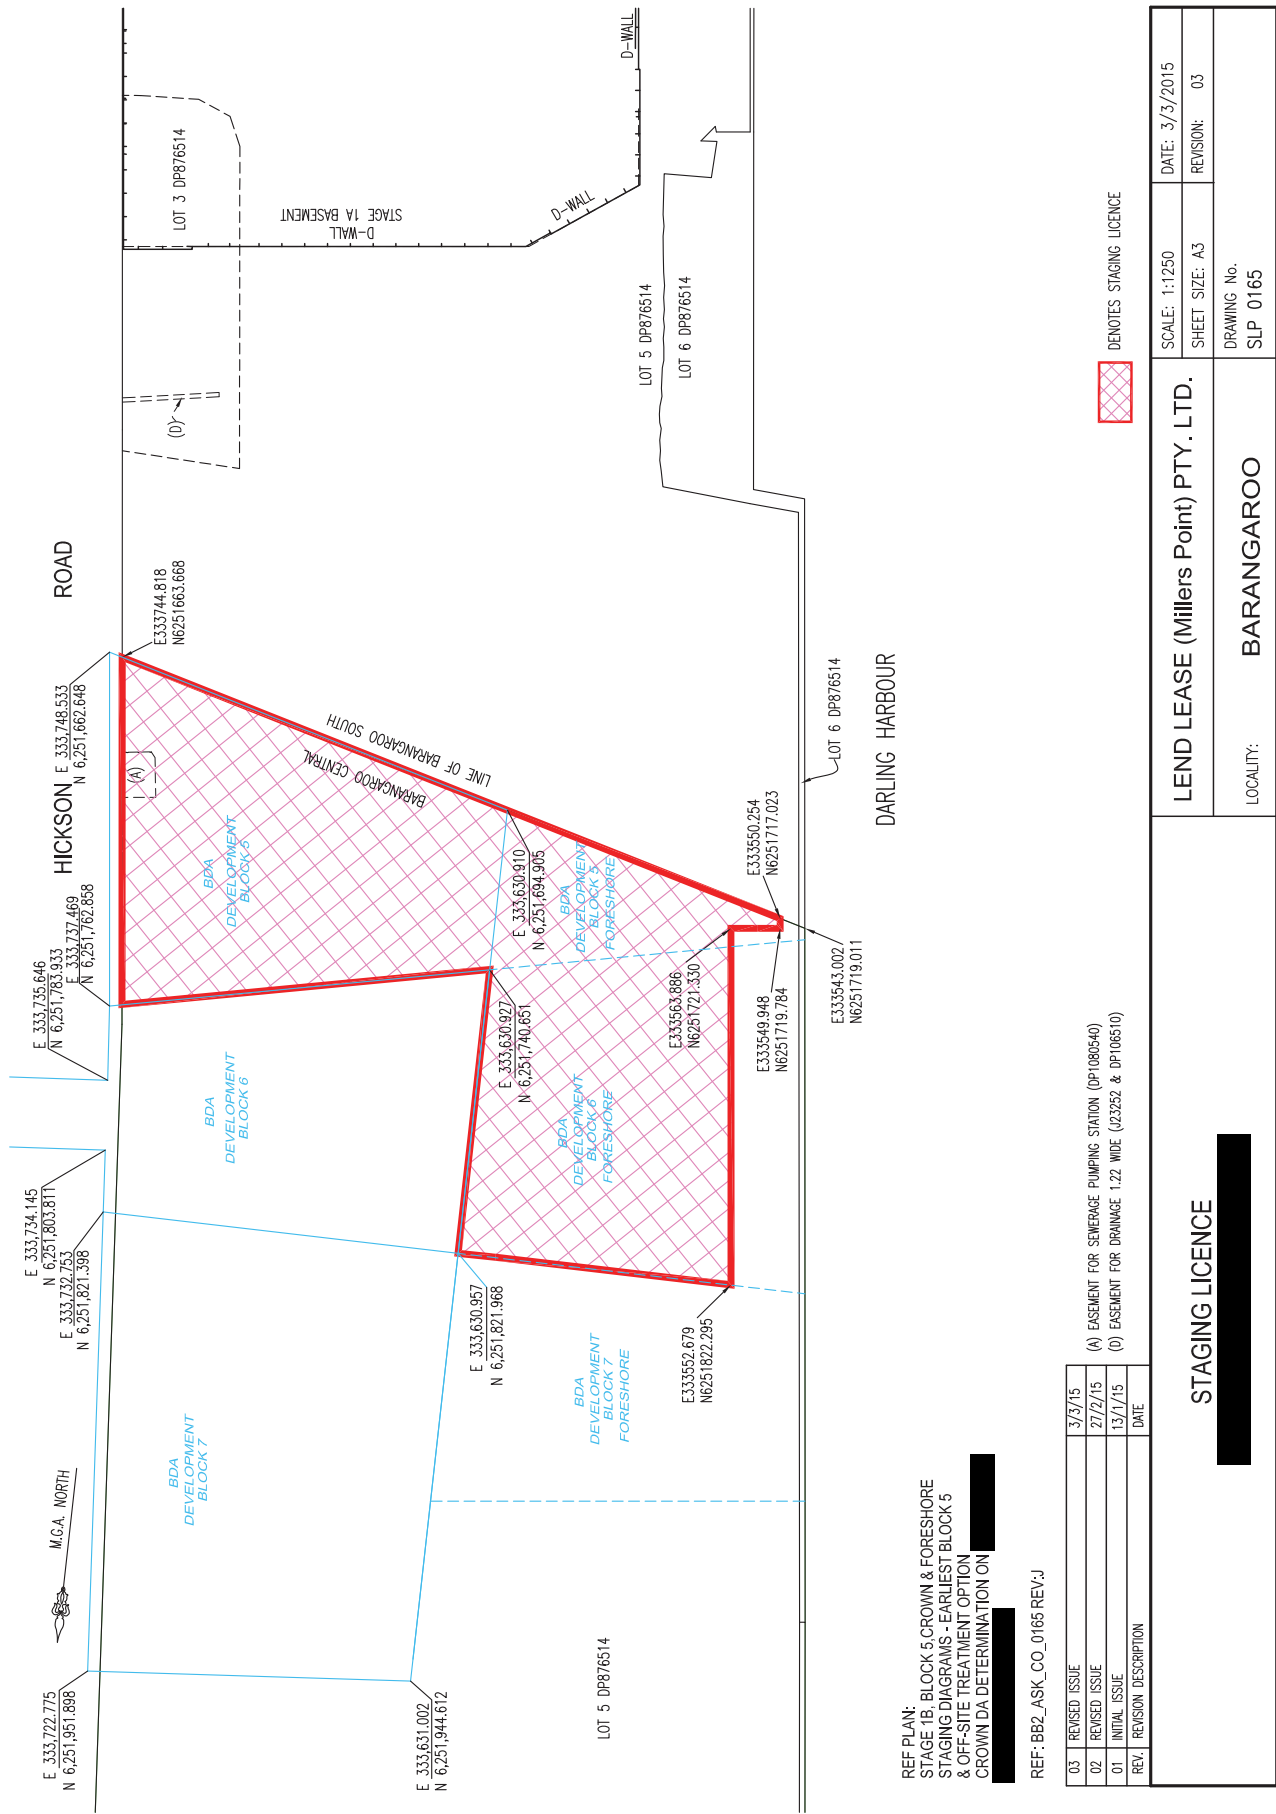 HICKSON
ROAD
M.G.A. NORTH
E 333,722.775
N 6,251,951.898
E 333,732.753
N 6,251,821.398
E 333,734.145
N 6,251,803.811
E 333,735.646
N 6,251,783.933
E 333,737.469
N 6,251,762.858
E 333,748.533
N 6,251,662.648
E333744.818
N6251663.668
(A)
(D)
LOT 3 DP876514
STAGE 1A BASEMENT
D-WALL
D-WALL
D-WALL
BDA
DEVELOPMENT
BLOCK 7
BDA
DEVELOPMENT
BLOCK 6
BDA
DEVELOPMENT
BLOCK 5
LINE OF BARANGAROO SOUTH
BARANGAROO CENTRAL
E 333,631.002
N 6,251,944.612
E 333,630.957
N 6,251,821.968
E 333,630.927
N 6,251,740.651
E 333,630.910
N 6,251,694.905
BDA
DEVELOPMENT
BLOCK 7
FORESHORE
BDA
DEVELOPMENT
BLOCK 6
FORESHORE
BDA
DEVELOPMENT
BLOCK 5
FORESHORE
LOT 5 DP876514
LOT 5 DP876514
LOT 6 DP876514
E333552.679
N6251822.295
E333563.886
N6251721.330
E333549.948
N6251719.784
E333550.254
N6251717.023
E333543.002
N6251719.011
LOT 6 DP876514
DARLING HARBOUR
REF PLAN:
STAGE 1B, BLOCK 5,CROWN & FORESHORE
STAGING DIAGRAMS - EARLIEST BLOCK 5
& OFF-SITE TREATMENT OPTION
CROWN DA DETERMINATION ON
REF: BB2_ASK_CO_0165 REV:J
(A) EASEMENT FOR SEWERAGE PUMPING STATION (DP1080540)
(D) EASEMENT FOR DRAINAGE 1.22 WIDE (J23252 & DP106510)
DENOTES STAGING LICENCE
03 REVISED ISSUE 3/3/15
02 REVISED ISSUE 27/2/15
01 INITIAL ISSUE 13/1/15
REV. REVISION DESCRIPTION DATE
STAGING LICENCE
LEND LEASE (Millers Point) PTY. LTD.
LOCALITY: BARANGAROO
SCALE: 1:1250
DATE: 3/3/2015
SHEET SIZE: A3
REVISION: 03
DRAWING No.
SLP 0165